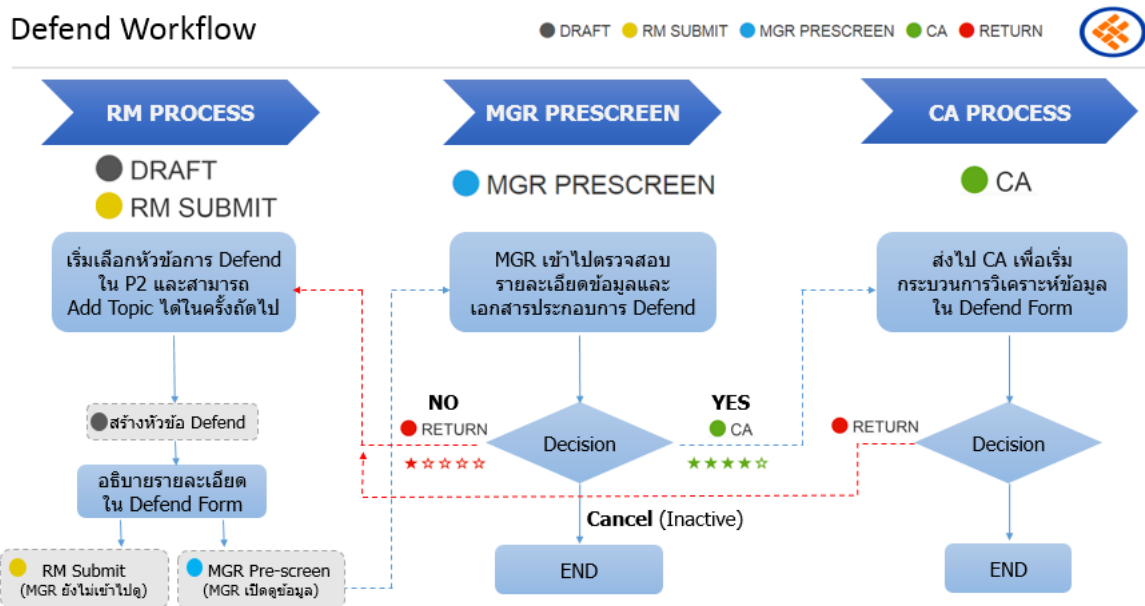 Defend Workflow
DRAFT RM SUBMIT MGR PRESCREEN CA RETURN
RM PROCESS
MGR PRESCREEN
CA PROCESS
DRAFT
RM SUBMIT
MGR PRESCREEN
CA
เริ่มเลือกหัวข้อการ Defend
ใน P2 และสามารถ
Add Topic ได้ในครั้งถัดไป
MGR เข้าไปตรวจสอบ
รายละเอียดข้อมูลและ
เอกสารประกอบการ Defend
ส่งไป CA เพื่อเริ่ม
กระบวนการวิเคราะห์ข้อมูล
ใน Defend Form
สร้างหัวข้อ Defend
อธิบายรายละเอียด
ใน Defend Form
RM Submit
(MGR ยังไม่เข้าไปดู)
MGR Pre-screen
(MGR เปิดดูข้อมูล)
NO
RETURN
Decision
YES
CA
RETURN
Decision
Cancel (Inactive)
END
END